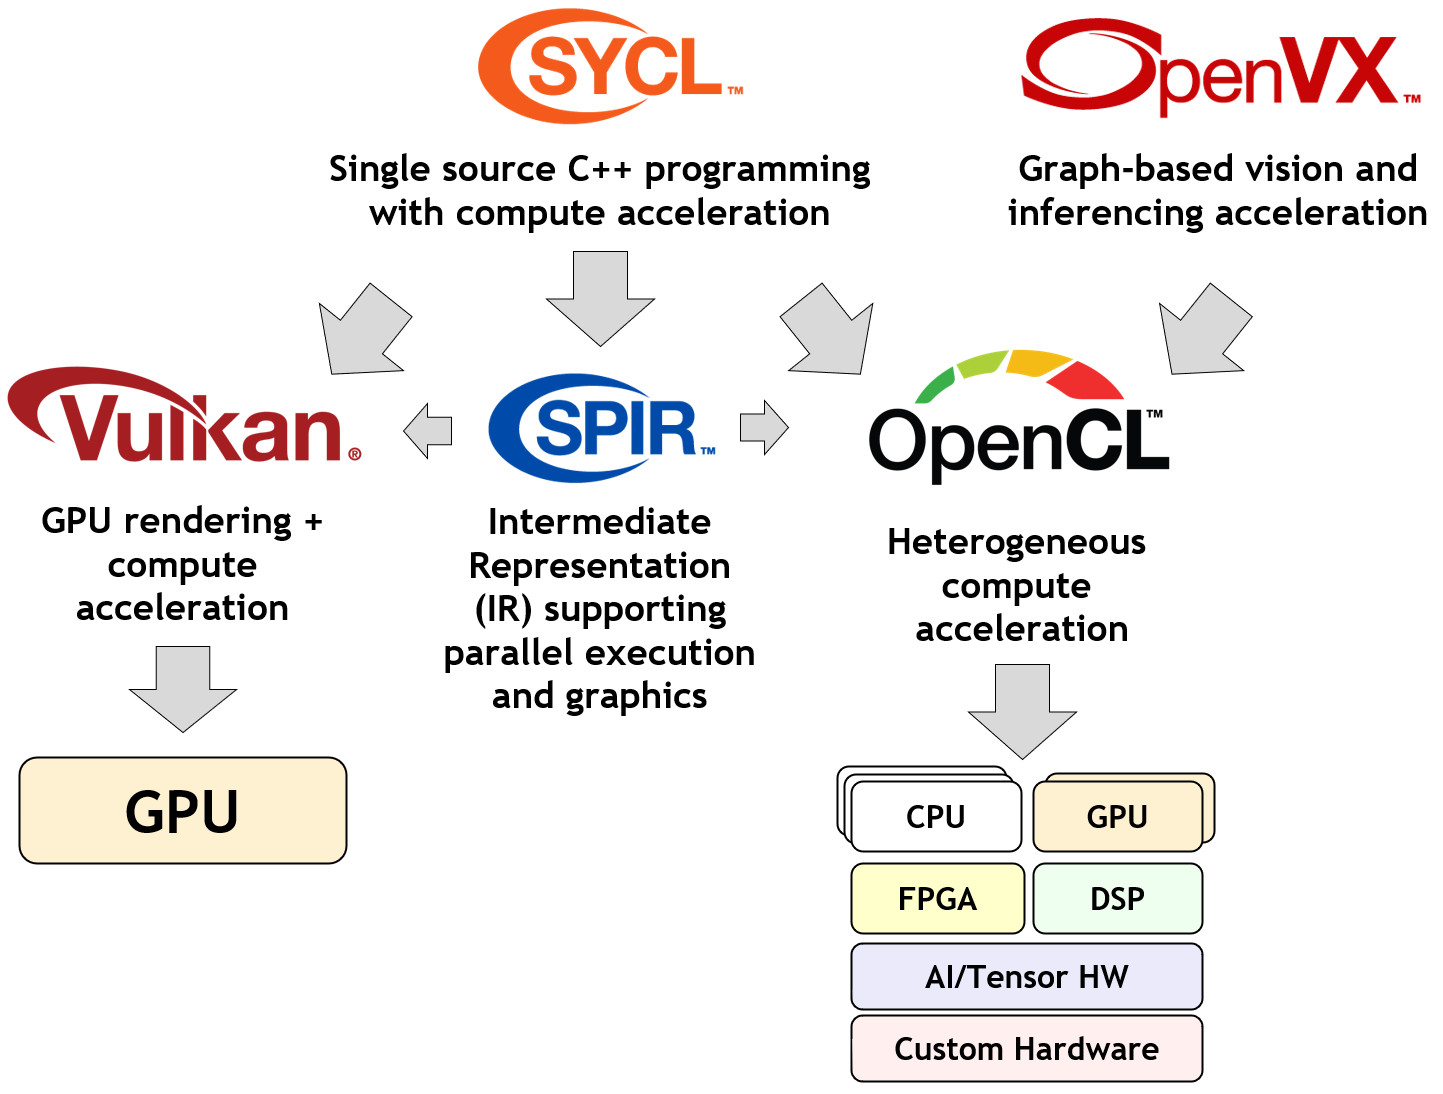 SYCL™
OpenVX™
Single source C++ programming
with compute acceleration
Graph-based vision and
inferencing acceleration
Vulkan®
SPIR™
OpenCL™
GPU rendering +
compute
acceleration
Intermediate
Representation
(IR) supporting
parallel execution
and graphics
Heterogeneous
compute
acceleration
GPU
CPU
GPU
FPGA
DSP
AI/Tensor HW
Custom Hardware